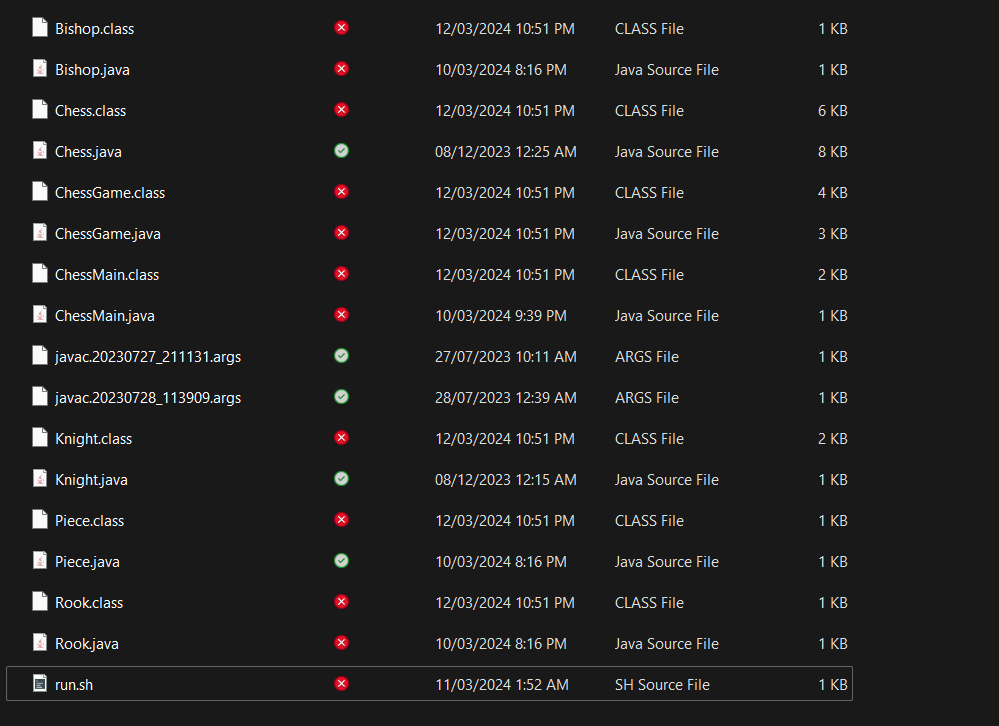 Bishop.class 12/03/2024 10:51 PM CLASS File 1 KB
Bishop.java 10/03/2024 8:16 PM Java Source File 1 KB
Chess.class 12/03/2024 10:51 PM CLASS File 6 KB
Chess.java 08/12/2023 12:25 AM Java Source File 8 KB
ChessGame.class 12/03/2024 10:51 PM CLASS File 4 KB
ChessGame.java 12/03/2024 10:51 PM Java Source File 3 KB
ChessMain.class 12/03/2024 10:51 PM CLASS File 2 KB
ChessMain.java 10/03/2024 9:39 PM Java Source File 1 KB
javac.20230727_211131.args 27/07/2023 10:11 AM ARGS File 1 KB
javac.20230728_113909.args 28/07/2023 12:39 AM ARGS File 1 KB
Knight.class 12/03/2024 10:51 PM CLASS File 2 KB
Knight.java 08/12/2023 12:15 AM Java Source File 1 KB
Piece.class 12/03/2024 10:51 PM CLASS File 1 KB
Piece.java 10/03/2024 8:16 PM Java Source File 1 KB
Rook.class 12/03/2024 10:51 PM CLASS File 1 KB
Rook.java 10/03/2024 8:16 PM Java Source File 1 KB
run.sh 11/03/2024 1:52 AM SH Source File 1 KB